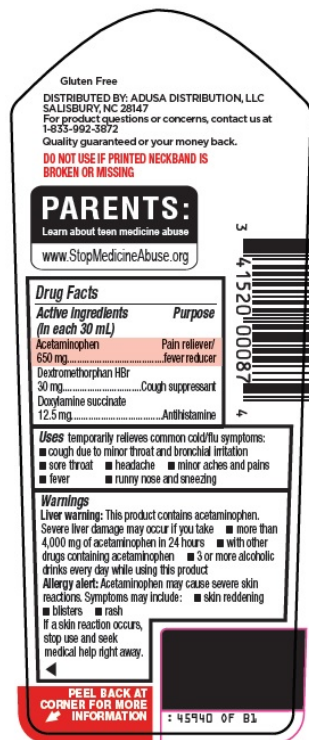 Gluten Free
DISTRIBUTED BY: ADUSA DISTRIBUTION, LLC
SALISBURY, NC 28147
For product questions or concerns, contact us at
1-833-992-3872
Quality guaranteed or your money back.
DO NOT USE IF PRINTED NECKBAND IS
BROKEN OR MISSING
PARENTS:
Learn about teen medicine abuse
www.StopMedicineAbuse.org
3 41520 00087 4
Drug Facts
Active ingredients Purpose
(in each 30 mL)
Acetaminophen Pain reliever/
650 mg.............................fever reducer
Dextromethorphan HBr
30 mg........................Cough suppressant
Doxylamine succinate
12.5 mg...........................Antihistamine
Uses temporarily relieves common cold/flu symptoms:
■ cough due to minor throat and bronchial irritation
■ sore throat ■ headache ■ minor aches and pains
■ fever ■ runny nose and sneezing
Warnings
Liver warning: This product contains acetaminophen.
Severe liver damage may occur if you take ■ more than
4,000 mg of acetaminophen in 24 hours ■ with other
drugs containing acetaminophen ■ 3 or more alcoholic
drinks every day while using this product
Allergy alert: Acetaminophen may cause severe skin
reactions. Symptoms may include: ■ skin reddening
■ blisters ■ rash
If a skin reaction occurs,
stop use and seek
medical help right away.
PEEL BACK AT
CORNER FOR MORE
INFORMATION
: 45940 0F B1